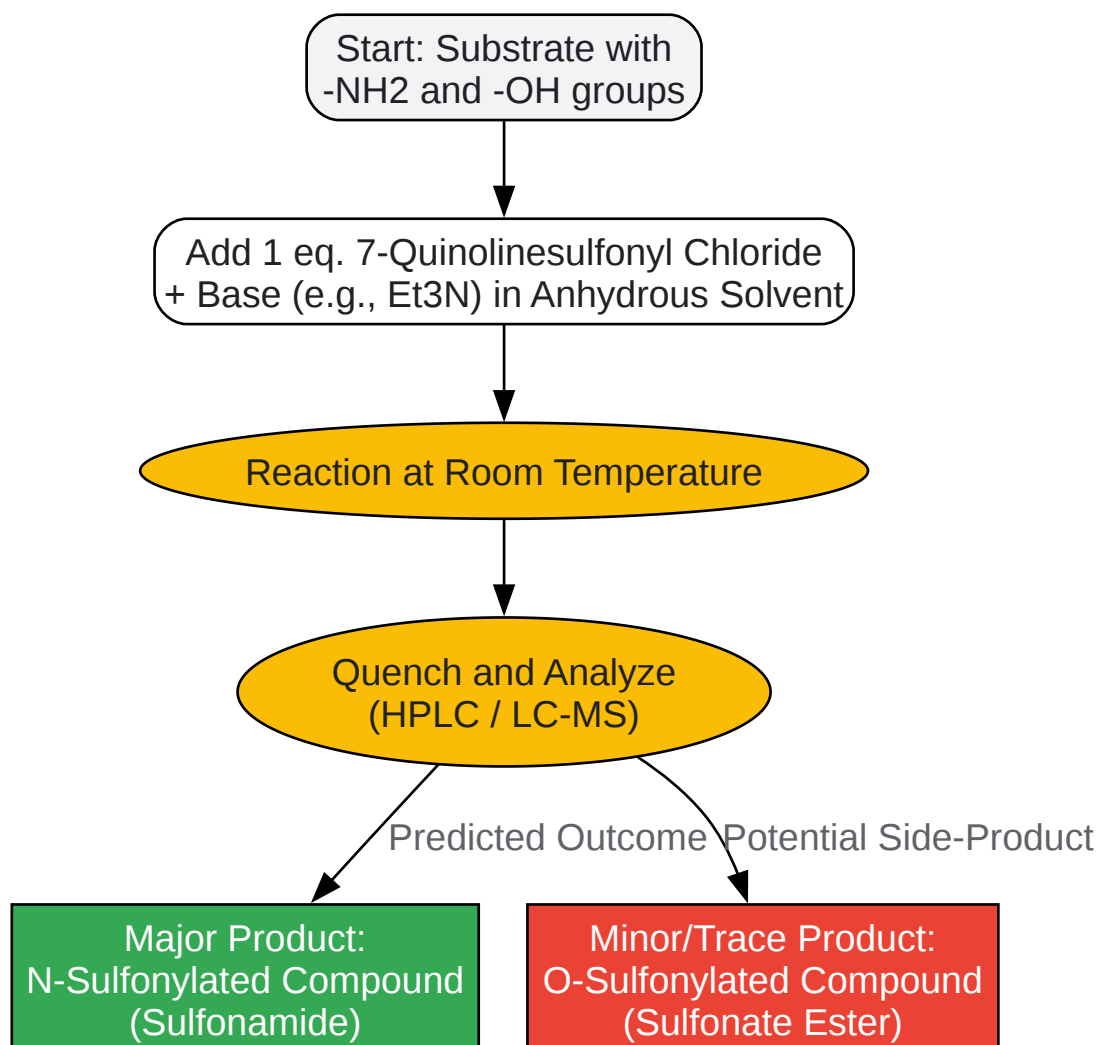 Start: Substrate with
-NH2 and -OH groups
Add 1 eq. 7-Quinolinesulfonyl Chloride
+ Base (e.g., Et3N) in Anhydrous Solvent
Reaction at Room Temperature
Quench and Analyze
(HPLC / LC-MS)
Predicted Outcome
Potential Side-Product
Major Product:
N-Sulfonylated Compound
(Sulfonamide)
Minor/Trace Product:
O-Sulfonylated Compound
(Sulfonate Ester)